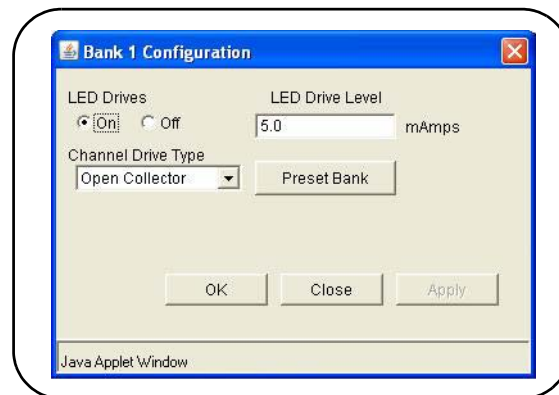 Bank 1 Configuration
LED Drives
On Off
LED Drive Level
5.0 mAmps
Channel Drive Type
Open Collector
Preset Bank
OK Close Apply
Java Applet Window